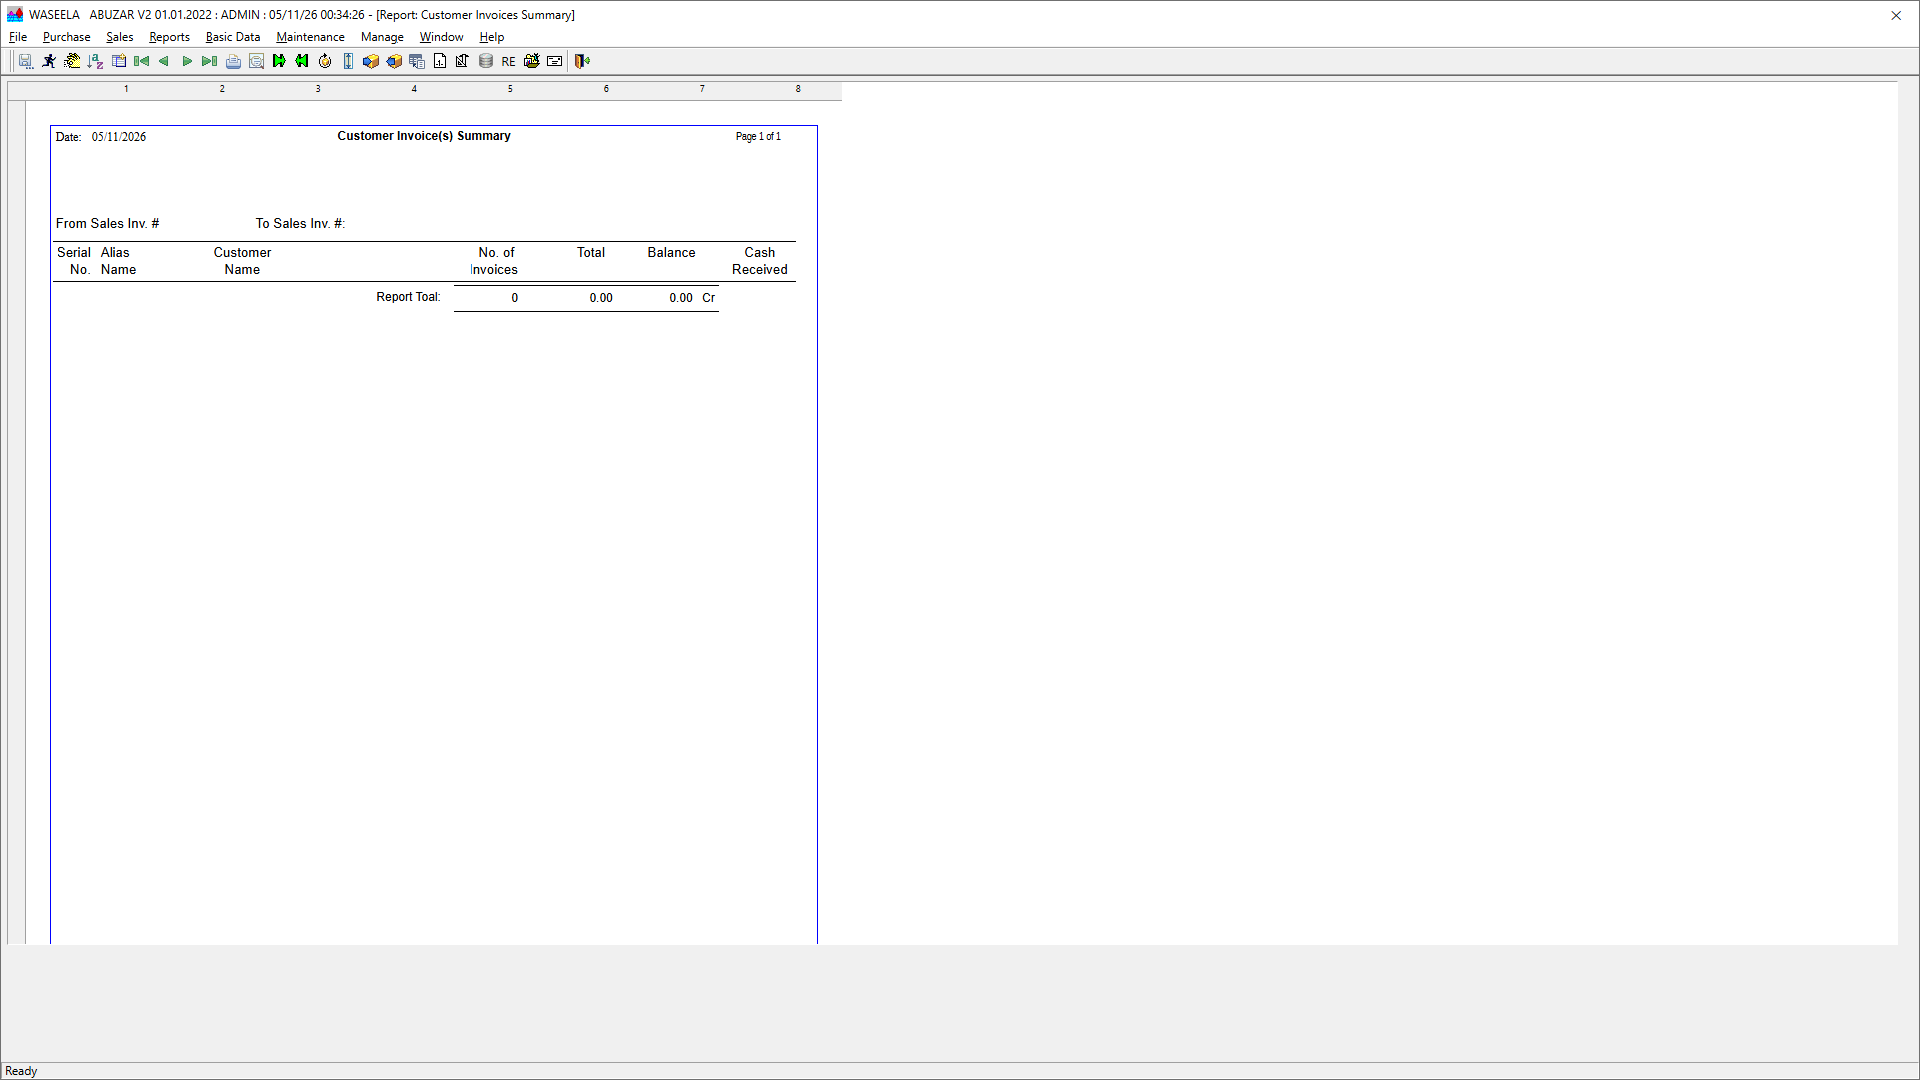 WASEELA   ABUZAR V2 01.01.2022 : ADMIN : 05/11/26 00:34:26 - [Report: Customer Invoices Summary]
File Purchase Sales Reports Basic Data Maintenance Manage Window Help
RE
1 2 3 4 5 6 7 8
Date: 05/11/2026 Customer Invoice(s) Summary Page 1 of 1
From Sales Inv. # To Sales Inv. #:
Serial Alias Customer No. of Total Balance Cash
No. Name Name Invoices Received
Report Toal: 0 0.00 0.00 Cr
Ready